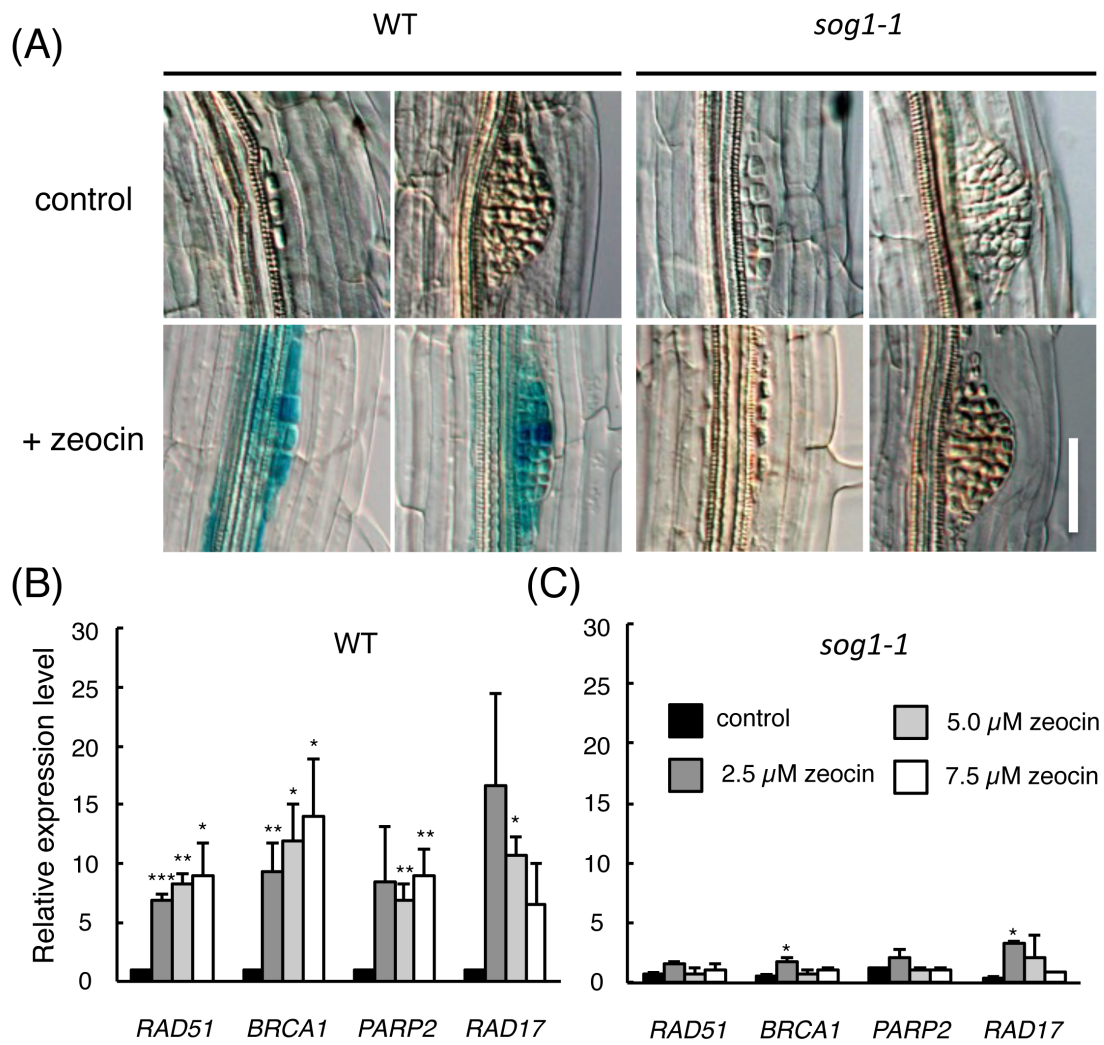 (A)
WT
sog1-1
control
+ zeocin
(B)
(C)
WT
sog1-1
Relative expression level
30
25
20
15
10
5
0
***
**
*
**
*
*
**
**
*
RAD51 BRCA1 PARP2 RAD17
30
25
20
15
10
5
0
control
2.5 µM zeocin
5.0 µM zeocin
7.5 µM zeocin
*
*
RAD51 BRCA1 PARP2 RAD17